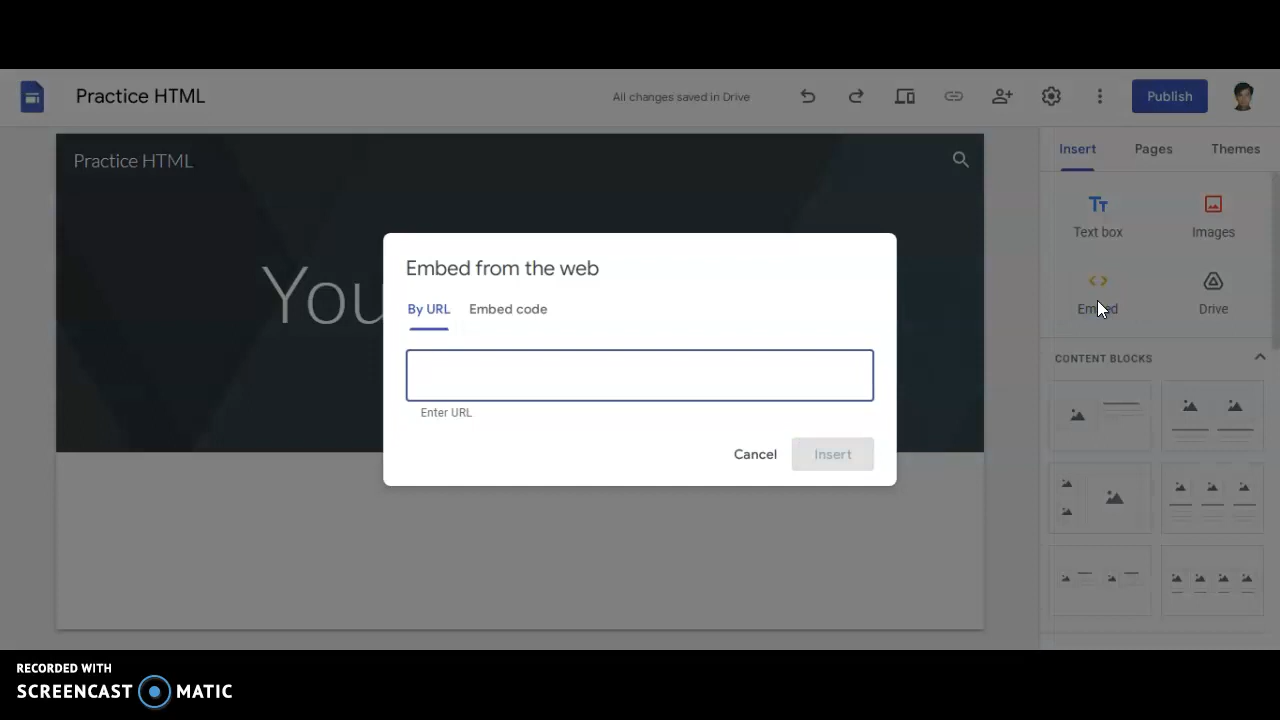 Practice HTML
All changes saved in Drive
Publish
Practice HTML
You
Insert
Pages
Themes
Text box
Images
Embed
Drive
CONTENT BLOCKS
Embed from the web
By URL
Embed code
Enter URL
Cancel
Insert
RECORDED WITH
SCREENCAST MATIC